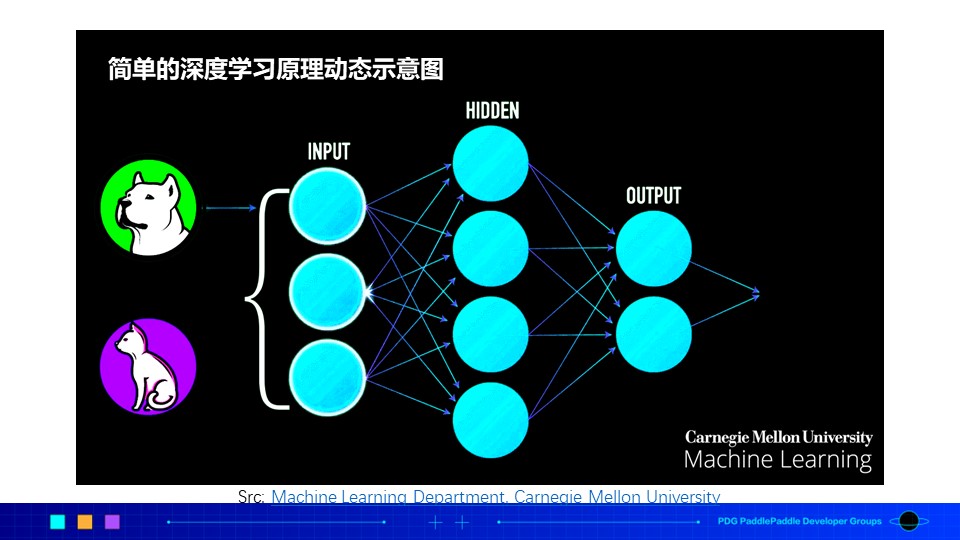 简单的深度学习原理动态示意图
HIDDEN
INPUT
OUTPUT
Carnegie Mellon University
Machine Learning
Src: Machine Learning Department, Carnegie Mellon University
PDG PaddlePaddle Developer Groups